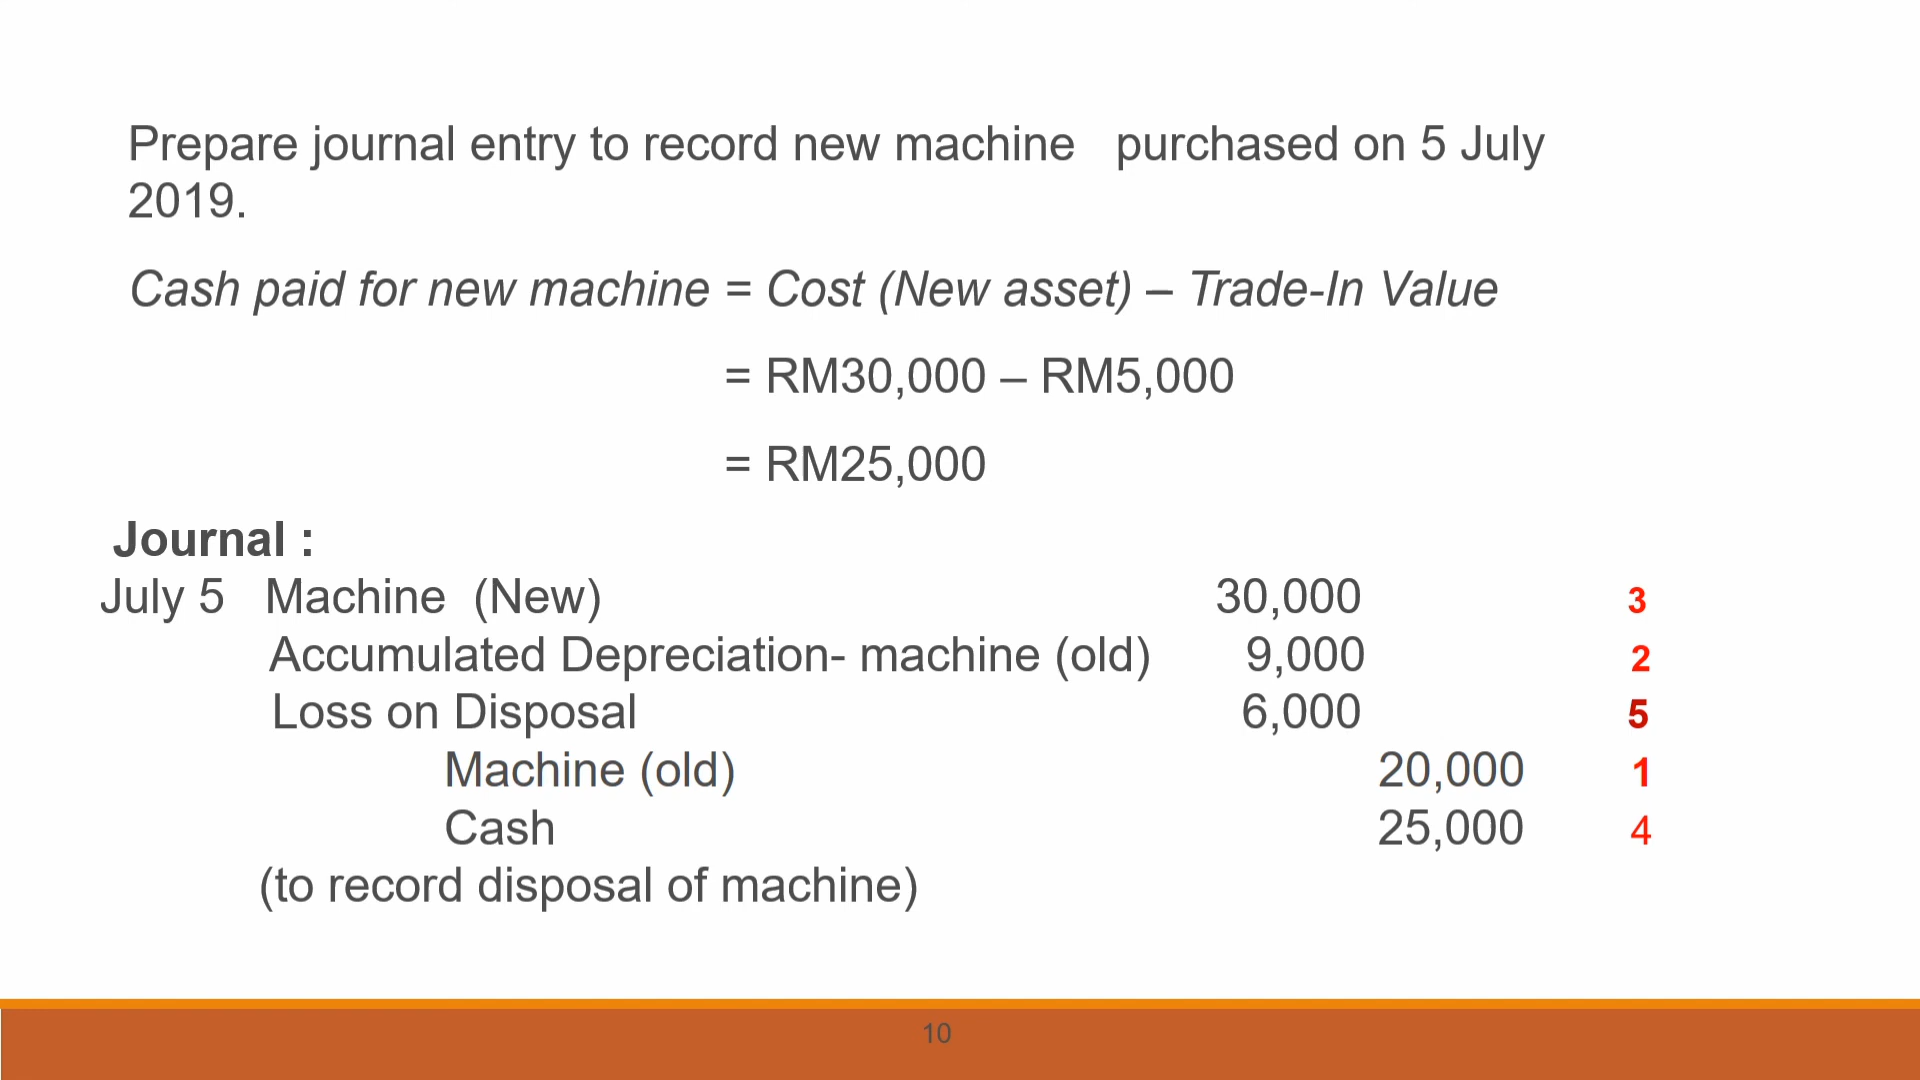 Prepare journal entry to record new machine purchased on 5 July
2019.
Cash paid for new machine = Cost (New asset) – Trade-In Value
= RM30,000 – RM5,000
= RM25,000
Journal :
July 5 Machine (New) 30,000 3
Accumulated Depreciation- machine (old) 9,000 2
Loss on Disposal 6,000 5
Machine (old) 20,000 1
Cash 25,000 4
(to record disposal of machine)
10